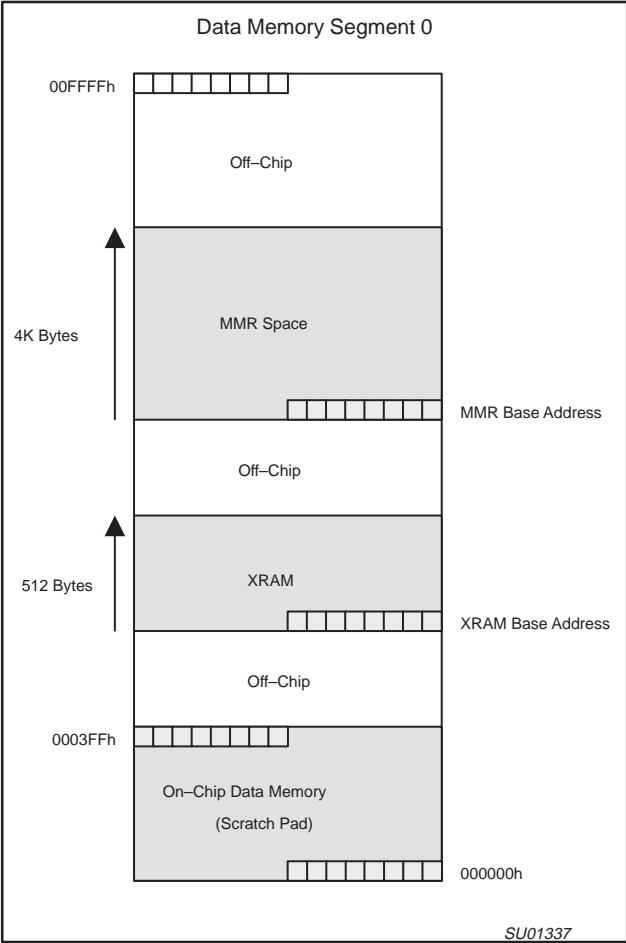 Data Memory Segment 0
00FFFFh
Off–Chip
MMR Space
4K Bytes
MMR Base Address
Off–Chip
XRAM
512 Bytes
XRAM Base Address
Off–Chip
0003FFh
On–Chip Data Memory
(Scratch Pad)
000000h
SU01337